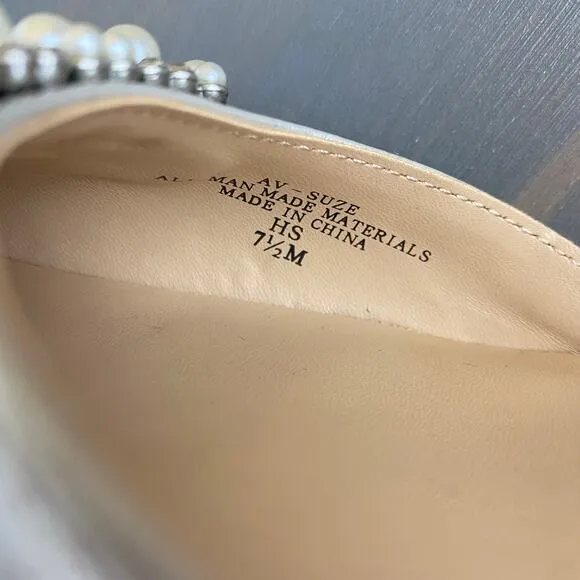 AV - SUZE
ALL MAN MADE MATERIALS
MADE IN CHINA
HS
7½M